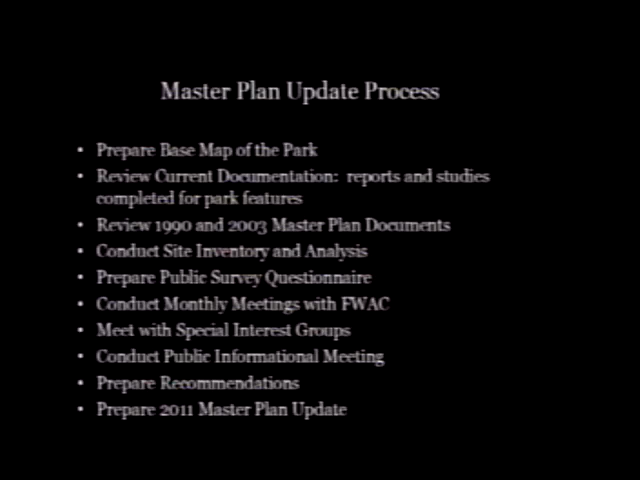 Master Plan Update Process
• Prepare Base Map of the Park
• Review Current Documentation: reports and studies
completed for park features
• Review 1990 and 2003 Master Plan Documents
• Conduct Site Inventory and Analysis
• Prepare Public Survey Questionnaire
• Conduct Monthly Meetings with FWAC
• Meet with Special Interest Groups
• Conduct Public Informational Meeting
• Prepare Recommendations
• Prepare 2011 Master Plan Update